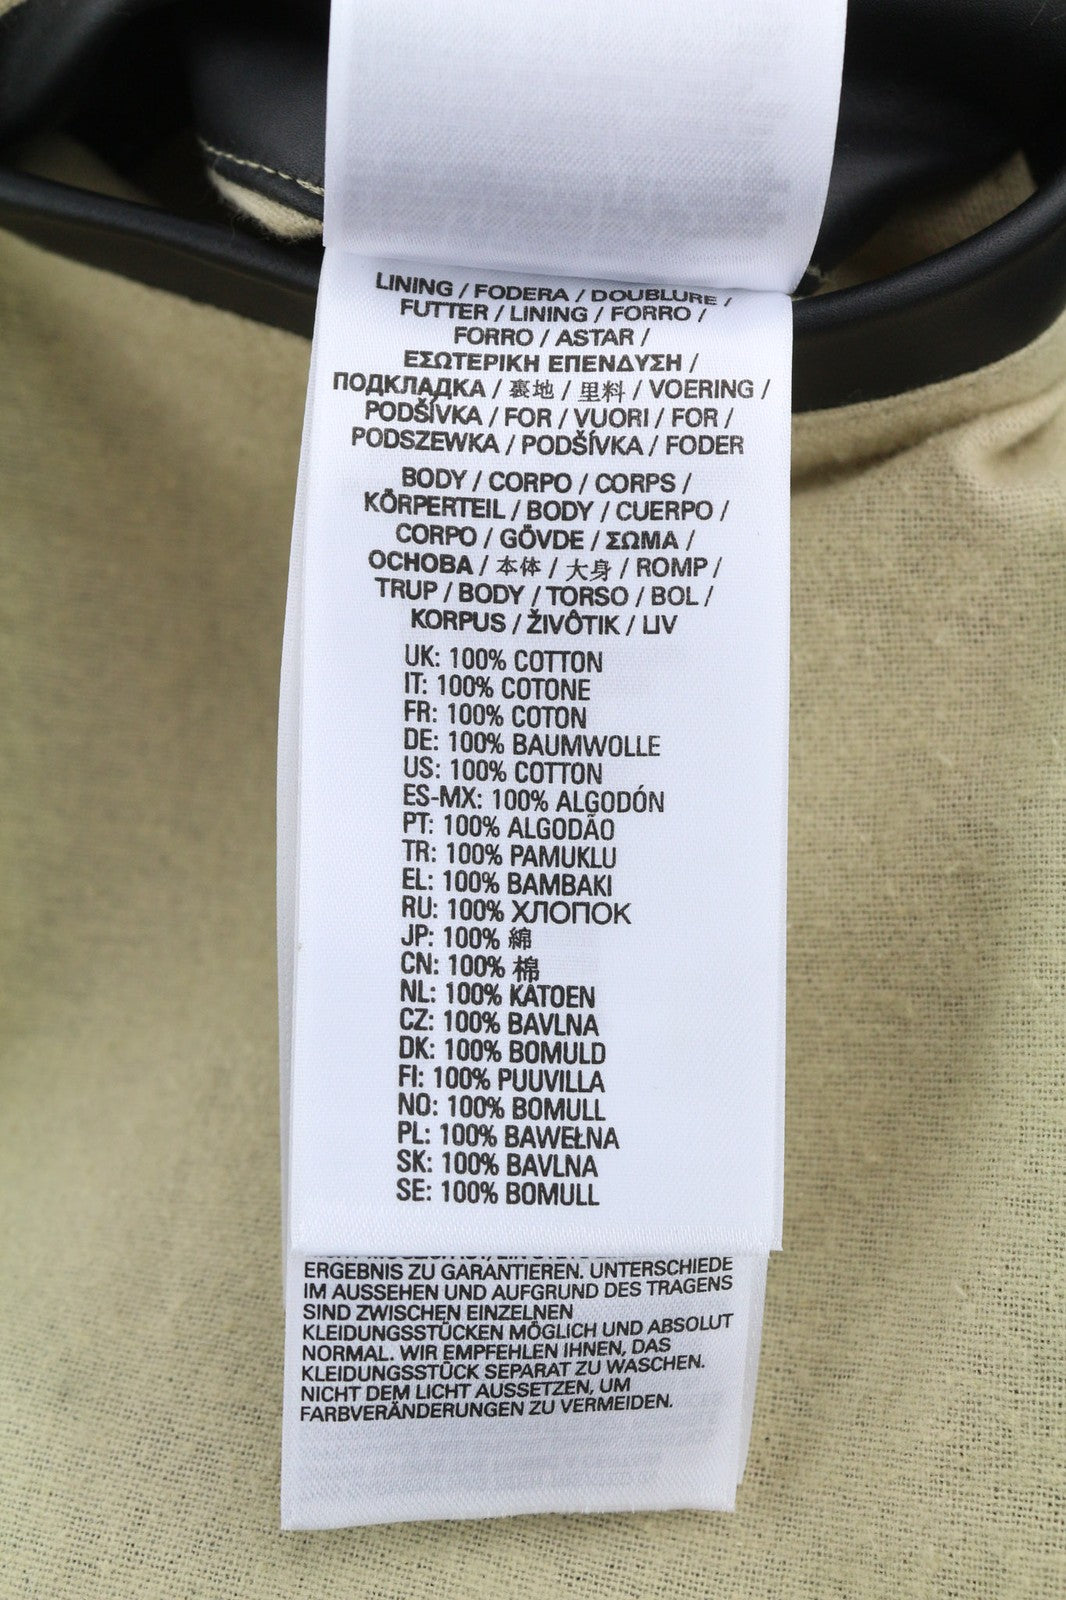 LINING / FODERA / DOUBLURE /
FUTTER / LINING / FORRO /
FORRO / ASTAR /
ΕΣΩΤΕΡΙΚΗ ΕΠΕΝΔΥΣΗ /
ПОДКЛАДКА / 裏地 / 里料 / VOERING /
PODŠÍVKA / FOR / VUORI / FOR /
PODSZEWKA / PODŠÍVKA / FODER
BODY / CORPO / CORPS /
KÖRPERTEIL / BODY / CUERPO /
CORPO / GÖVDE / ΣΩΜΑ /
ОСНОВА / 本体 / 大身 / ROMP /
TRUP / BODY / TORSO / BOL /
KORPUS / ŽIVÔTIK / LIV
UK: 100% COTTON
IT: 100% COTONE
FR: 100% COTON
DE: 100% BAUMWOLLE
US: 100% COTTON
ES-MX: 100% ALGODÓN
PT: 100% ALGODÃO
TR: 100% PAMUKLU
EL: 100% ΒΑΜΒΑΚΙ
RU: 100% ХЛОПОК
JP: 100% 綿
CN: 100% 棉
NL: 100% KATOEN
CZ: 100% BAVLNA
DK: 100% BOMULD
FI: 100% PUUVILLA
NO: 100% BOMULL
PL: 100% BAWEŁNA
SK: 100% BAVLNA
SE: 100% BOMULL
ERGEBNIS ZU GARANTIEREN. UNTERSCHIEDE
IM AUSSEHEN UND AUFGRUND DES TRAGENS
SIND ZWISCHEN EINZELNEN
KLEIDUNGSSTÜCKEN MÖGLICH UND ABSOLUT
NORMAL. WIR EMPFEHLEN IHNEN, DAS
KLEIDUNGSSTÜCK SEPARAT ZU WASCHEN.
NICHT DEM LICHT AUSSETZEN, UM
FARBVERÄNDERUNGEN ZU VERMEIDEN.